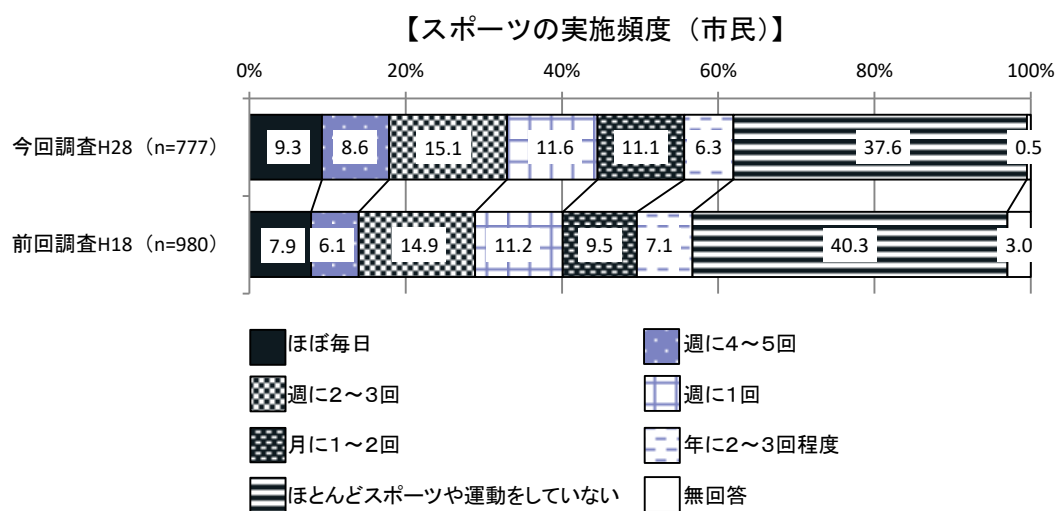 【スポーツの実施頻度（市民）】
0% 20% 40% 60% 80% 100%
今回調査H28（n=777） 9.3 8.6 15.1 11.6 11.1 6.3 37.6 0.5
前回調査H18（n=980） 7.9 6.1 14.9 11.2 9.5 7.1 40.3 3.0
ほぼ毎日 週に４～５回
週に２～３回 週に１回
月に１～２回 年に２～３回程度
ほとんどスポーツや運動をしていない 無回答